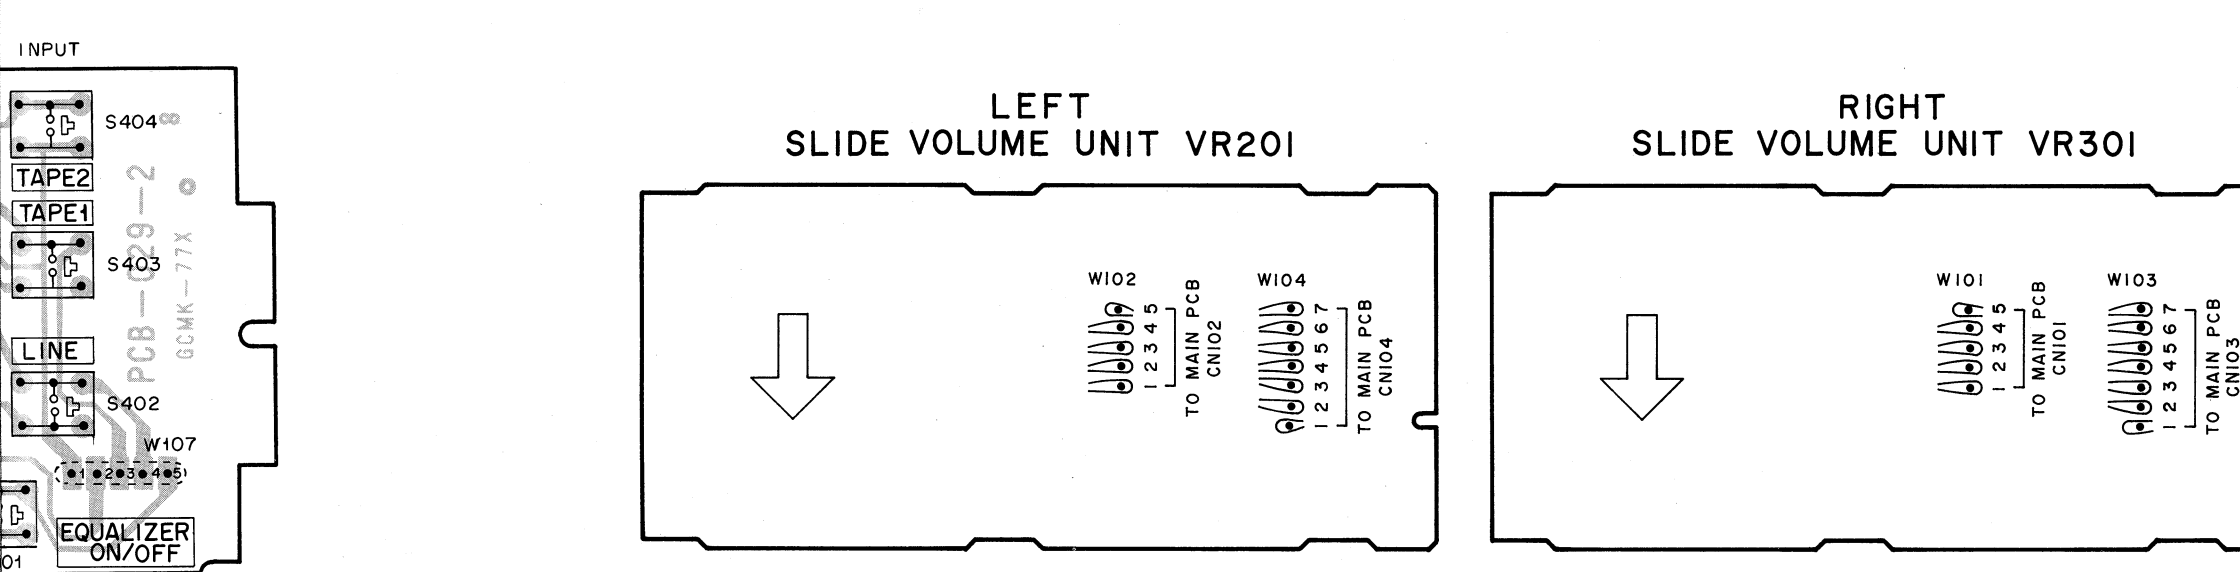 INPUT
S404
8
TAPE2
TAPE1
S403
PCB-C29-2
GCMK-77X
LINE
S402
W107
1 2 3 4 5
EQUALIZER
ON/OFF
01
LEFT
SLIDE VOLUME UNIT VR201
W102
1 2 3 4 5
TO MAIN PCB
CN102
W104
1 2 3 4 5 6 7
TO MAIN PCB
CN104
RIGHT
SLIDE VOLUME UNIT VR301
W101
1 2 3 4 5
TO MAIN PCB
CN101
W103
1 2 3 4 5 6 7
TO MAIN PCB
CN103